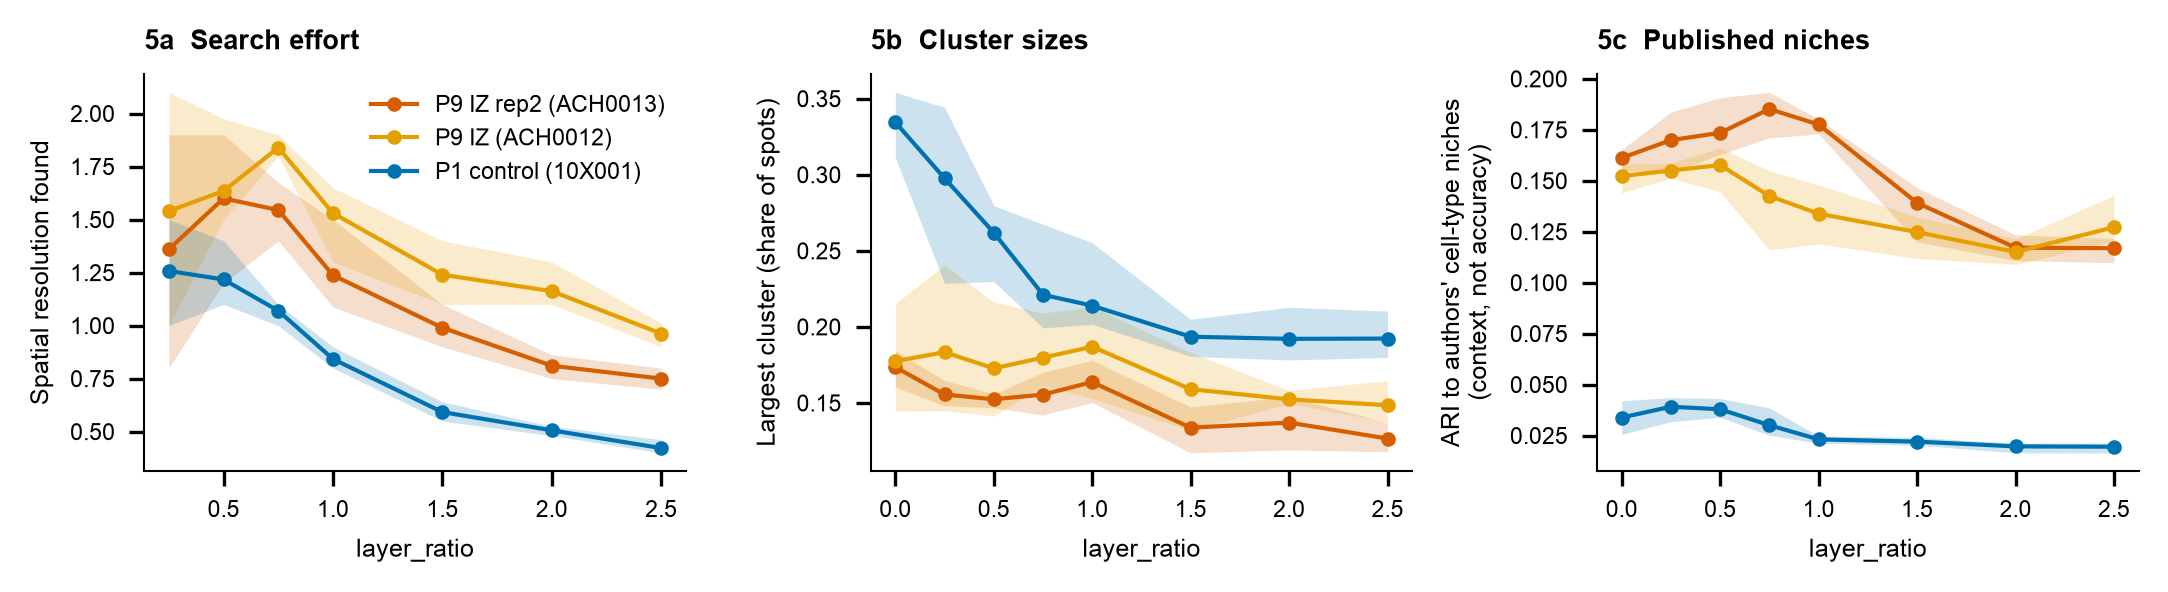 5a  Search effort
Spatial resolution found
2.00
1.75
1.50
1.25
1.00
0.75
0.50
P9 IZ rep2 (ACH0013)
P9 IZ (ACH0012)
P1 control (10X001)
0.5 1.0 1.5 2.0 2.5
layer_ratio
5b  Cluster sizes
Largest cluster (share of spots)
0.35
0.30
0.25
0.20
0.15
0.0 0.5 1.0 1.5 2.0 2.5
layer_ratio
5c  Published niches
ARI to authors' cell-type niches
(context, not accuracy)
0.200
0.175
0.150
0.125
0.100
0.075
0.050
0.025
0.0 0.5 1.0 1.5 2.0 2.5
layer_ratio